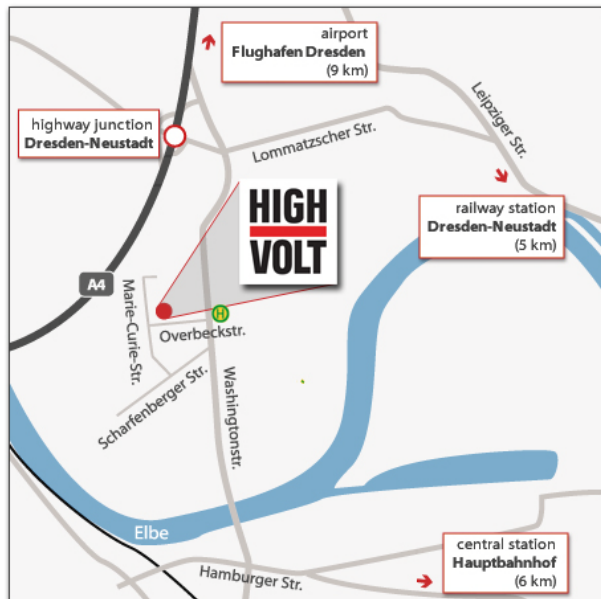 airport
Flughafen Dresden
(9 km)
Leipziger Str.
highway junction
Dresden-Neustadt
Lommatzscher Str.
HIGH
VOLT
railway station
Dresden-Neustadt
(5 km)
A4
Marie-Curie-Str.
H
Overbeckstr.
Scharfenberger Str.
Washingtonstr.
Elbe
Hamburger Str.
central station
Hauptbahnhof
(6 km)